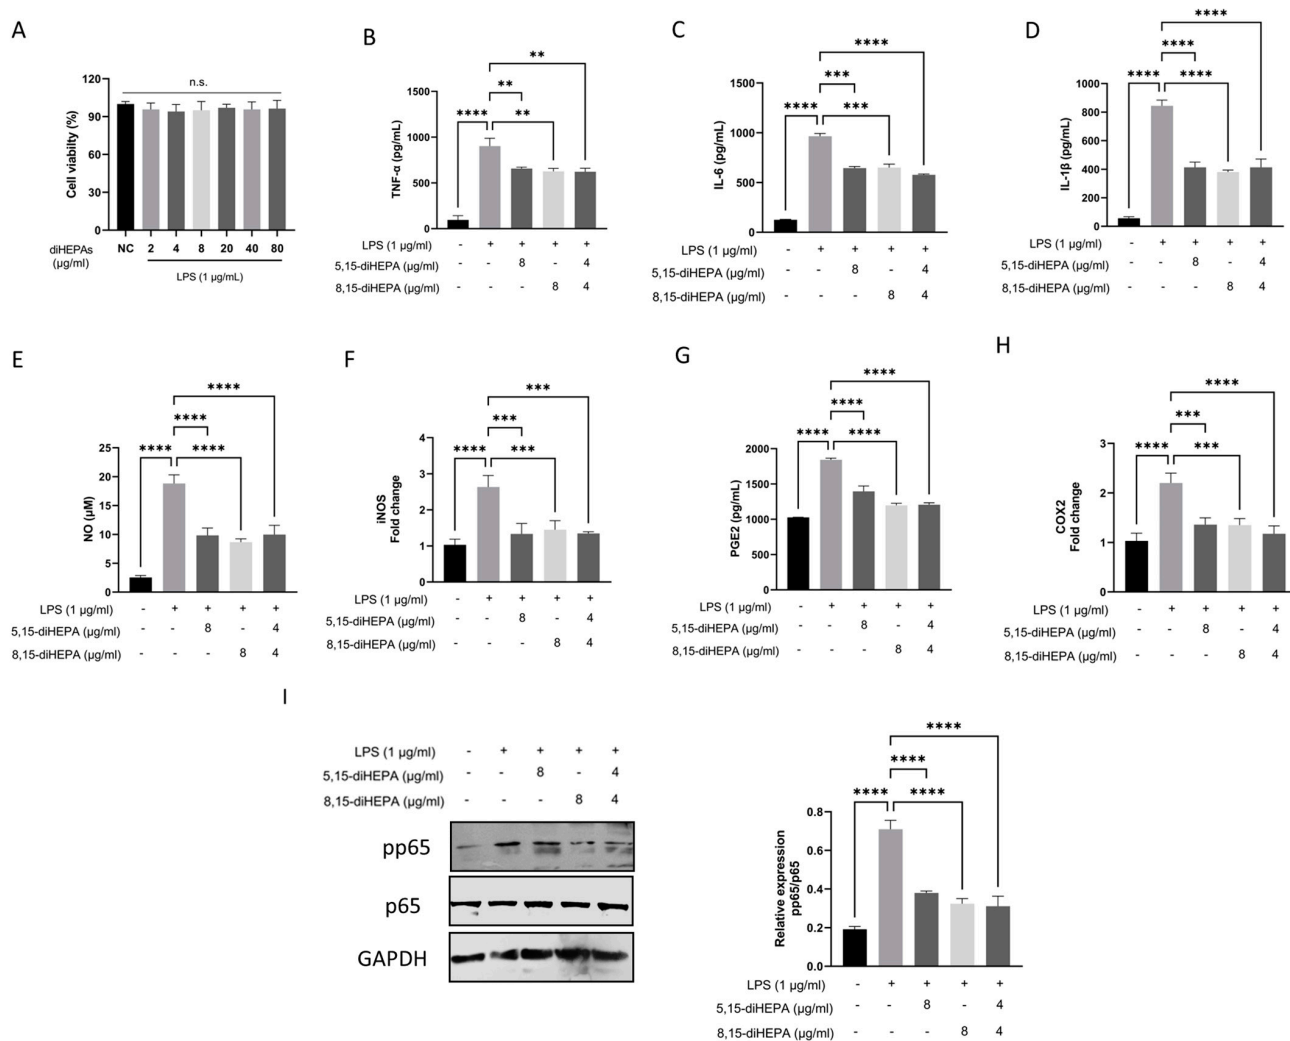 A
n.s.
120
90
60
30
0
Cell viability (%)
diHEPAs
(µg/ml)
NC 2 4 8 20 40 80
LPS (1 µg/mL)
B
**
**
**** **
1500
1000
500
0
TNF-α
(pg/mL)
LPS (1 µg/ml) - + + + +
5,15-diHEPA (µg/ml) - - 8 - 4
8,15-diHEPA (µg/ml) - - - 8 4
C
****
***
**** ***
1500
1000
500
0
IL-6
(pg/mL)
LPS (1 µg/ml) - + + + +
5,15-diHEPA (µg/ml) - - 8 - 4
8,15-diHEPA (µg/ml) - - - 8 4
D
****
****
**** ****
1000
800
600
400
200
0
IL-1β
(pg/mL)
LPS (1 µg/ml) - + + + +
5,15-diHEPA (µg/ml) - - 8 - 4
8,15-diHEPA (µg/ml) - - - 8 4
E
****
****
**** ****
25
20
15
10
5
0
NO (µM)
LPS (1 µg/ml) - + + + +
5,15-diHEPA (µg/ml) - - 8 - 4
8,15-diHEPA (µg/ml) - - - 8 4
F
***
***
**** ***
4
3
2
1
0
iNOS
Fold change
LPS (1 µg/ml) - + + + +
5,15-diHEPA (µg/ml) - - 8 - 4
8,15-diHEPA (µg/ml) - - - 8 4
G
****
****
**** ****
2000
1500
1000
500
0
PGE2
(pg/mL)
LPS (1 µg/ml) - + + + +
5,15-diHEPA (µg/ml) - - 8 - 4
8,15-diHEPA (µg/ml) - - - 8 4
H
****
***
**** ***
3
2
1
0
COX2
Fold change
LPS (1 µg/ml) - + + + +
5,15-diHEPA (µg/ml) - - 8 - 4
8,15-diHEPA (µg/ml) - - - 8 4
I
LPS (1 µg/ml) - + + + +
5,15-diHEPA (µg/ml) - - 8 - 4
8,15-diHEPA (µg/ml) - - - 8 4
pp65
p65
GAPDH
****
****
**** ****
0.8
0.6
0.4
0.2
0.0
Relative expression
pp65/p65
LPS (1 µg/ml) - + + + +
5,15-diHEPA (µg/ml) - - 8 - 4
8,15-diHEPA (µg/ml) - - - 8 4